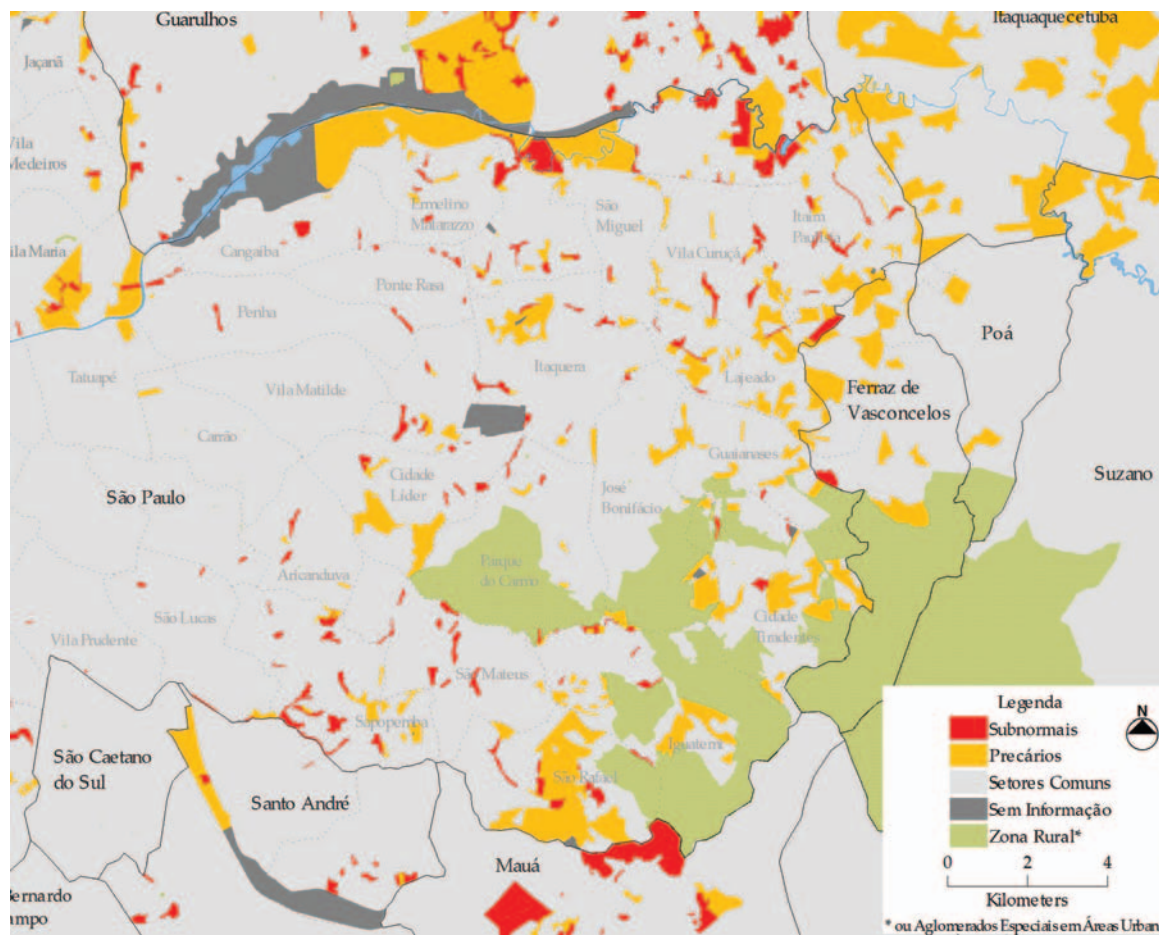 Guarulhos
Itaquaquecetuba
Jaçanã
Vila
Medeiros
Ermelino
Matarazzo
São
Miguel
Itaim
Paulista
Vila Maria
Cangaíba
Vila Curuçá
Ponte Rasa
Penha
Poá
Tatuapé
Itaquera
Lajeado
Vila Matilde
Ferraz de
Vasconcelos
Carrão
Guaianases
Cidade
Líder
São Paulo
José
Bonifácio
Suzano
Parque
do Carmo
Aricanduva
São Lucas
Cidade
Tiradentes
Vila Prudente
São Mateus
Sapopemba
Iguatemi
São Caetano
do Sul
São Rafael
Santo André
Mauá
Bernardo
ampo
Legenda
Subnormais
Precários
Setores Comuns
Sem Informação
Zona Rural*
N
0 2 4
Kilometers
* ou Aglomerados Especiais em Áreas Urban